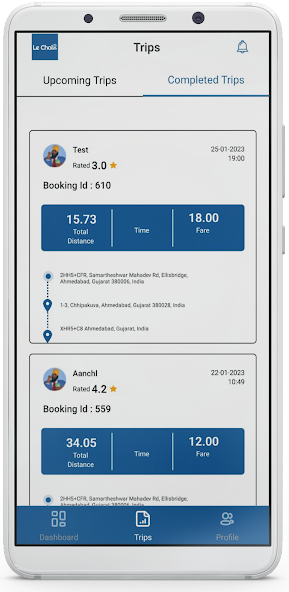 Le Chalo
Trips
Upcoming Trips
Completed Trips
Test
25-01-2023
Rated 3.0
19:00
Booking Id : 610
15.73
18.00
Total
Time
Fare
Distance
2HH5+CFR, Samartheshwar Mahadev Rd, Ellisbridge,
Ahmedabad, Gujarat 380006, India
1-3, Chhipakuva, Ahmedabad, Gujarat 380028, India
XHR5+C8 Ahmedabad, Gujarat, India
Aanchl
22-01-2023
Rated 4.2
10:49
Booking Id : 559
34.05
12.00
Total
Time
Fare
Distance
2HH5+CFR, Samartheshwar Mahadev Rd, Ellisbridge,
Ahmedabad, Gujarat 380006, India
Dashboard
Trips
Profile